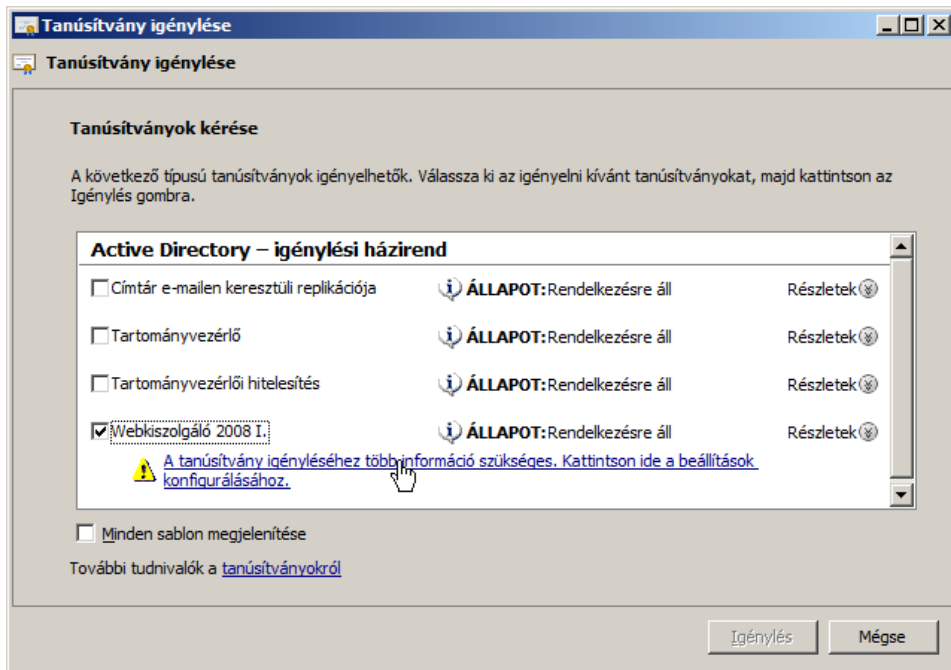 Tanúsítvány igénylése
Tanúsítvány igénylése
Tanúsítványok kérése
A következő típusú tanúsítványok igényelhetők. Válassza ki az igényelni kívánt tanúsítványokat, majd kattintson az
Igénylés gombra.
Active Directory – igénylési házirend
Címtár e-mailen keresztüli replikációja ÁLLAPOT: Rendelkezésre áll Részletek
Tartományvezérlő ÁLLAPOT: Rendelkezésre áll Részletek
Tartományvezérlői hitelesítés ÁLLAPOT: Rendelkezésre áll Részletek
Webkiszolgáló 2008 I. ÁLLAPOT: Rendelkezésre áll Részletek
A tanúsítvány igényléséhez több információ szükséges. Kattintson ide a beállítások
konfigurálásához.
Minden sablon megjelenítése
További tudnivalók a tanúsítványokról
Igénylés Mégse